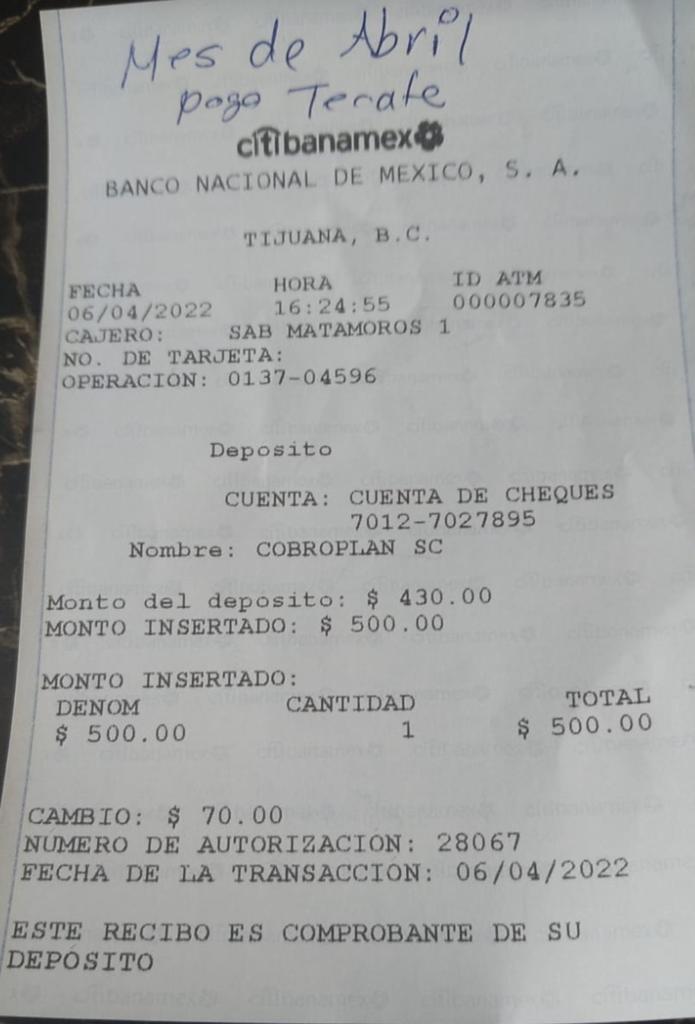 Mes de Abril
pago Tecate
citibanamex
BANCO NACIONAL DE MEXICO, S. A.
TIJUANA, B.C.
FECHA HORA ID ATM
06/04/2022 16:24:55 000007835
CAJERO: SAB MATAMOROS 1
NO. DE TARJETA:
OPERACION: 0137-04596
Deposito
CUENTA: CUENTA DE CHEQUES
7012-7027895
Nombre: COBROPLAN SC
Monto del deposito: $ 430.00
MONTO INSERTADO: $ 500.00
MONTO INSERTADO:
DENOM CANTIDAD TOTAL
$ 500.00 1 $ 500.00
CAMBIO: $ 70.00
NUMERO DE AUTORIZACIÓN: 28067
FECHA DE LA TRANSACCIÓN: 06/04/2022
ESTE RECIBO ES COMPROBANTE DE SU
DEPÓSITO